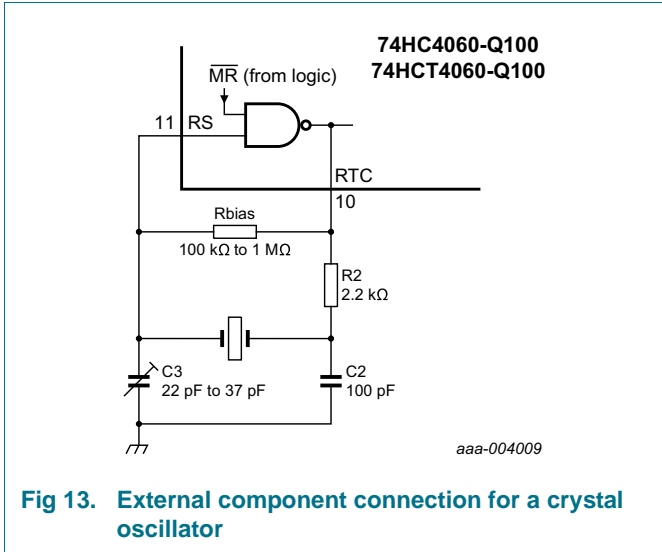 74HC4060-Q100
74HCT4060-Q100
MR (from logic)
11 RS
RTC
10
Rbias
100 kΩ to 1 MΩ
R2
2.2 kΩ
C3
22 pF to 37 pF
C2
100 pF
aaa-004009
Fig 13. External component connection for a crystal
oscillator